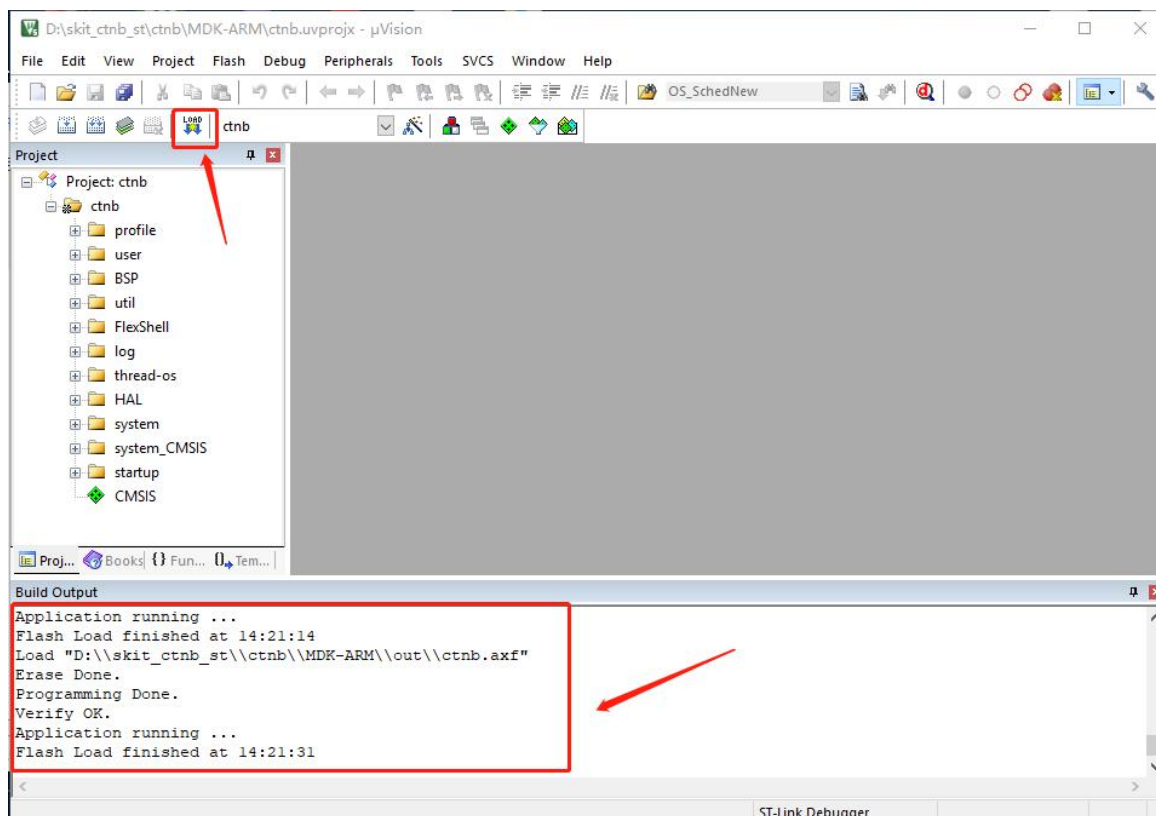 D:\skit_ctnb_st\ctnb\MDK-ARM\ctnb.uvprojx - µVision
File Edit View Project Flash Debug Peripherals Tools SVCS Window Help
OS_SchedNew
LOAD ctnb
Project
Project: ctnb
ctnb
profile
user
BSP
util
FlexShell
log
thread-os
HAL
system
system_CMSIS
startup
CMSIS
Proj... Books {} Fun... 0 Tem...
Build Output
Application running ...
Flash Load finished at 14:21:14
Load "D:\\skit_ctnb_st\\ctnb\\MDK-ARM\\out\\ctnb.axf"
Erase Done.
Programming Done.
Verify OK.
Application running ...
Flash Load finished at 14:21:31
ST-Link Debugger